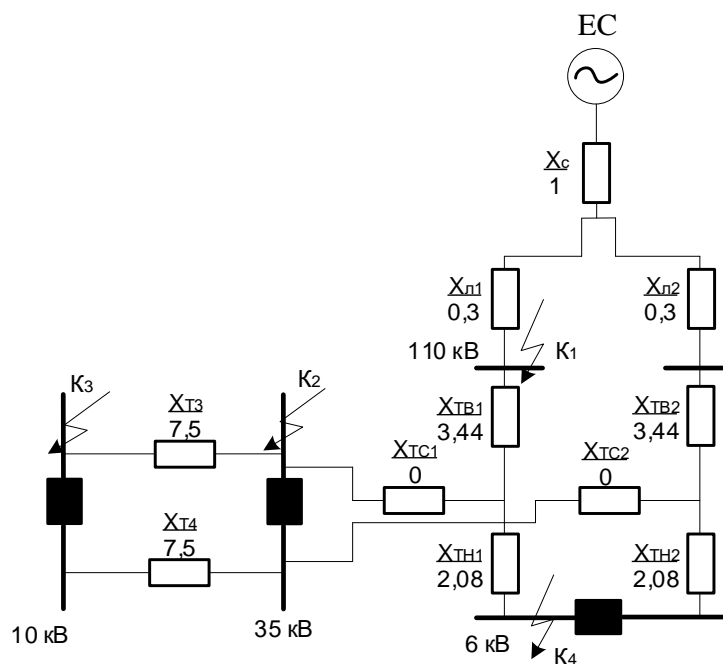 ЕС
Xс
1
Xл1
0,3
Xл2
0,3
110 кВ
К1
К3
К2
XТ3
7,5
XТВ1
3,44
XТВ2
3,44
XТС1
0
XТС2
0
XТ4
7,5
XТН1
2,08
XТН2
2,08
10 кВ
35 кВ
6 кВ
К4